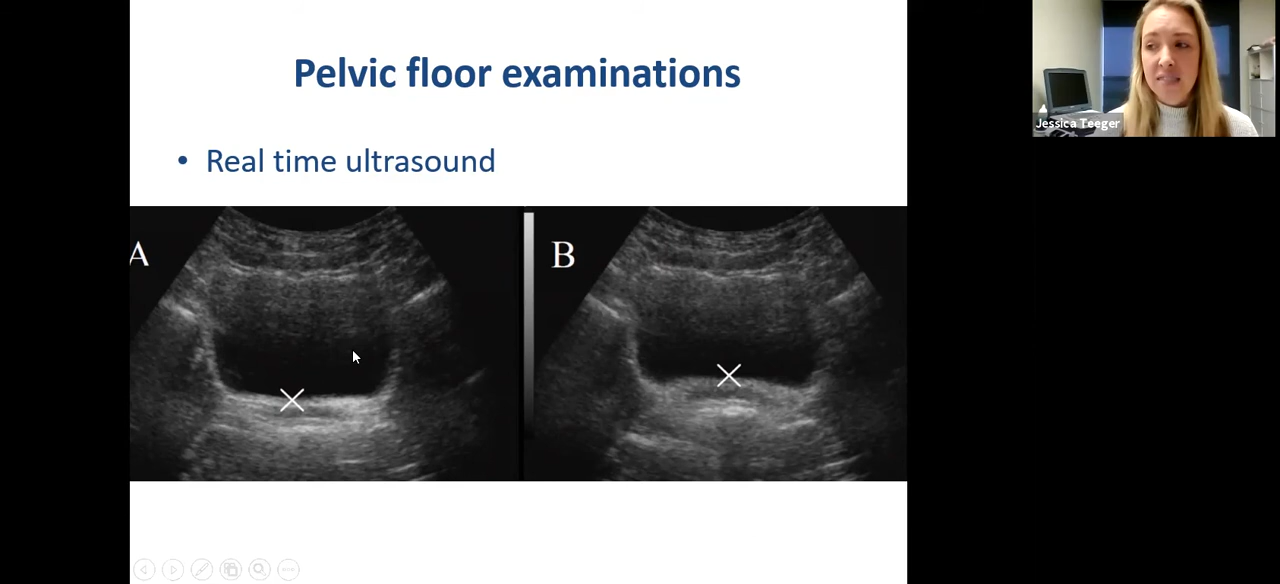 Pelvic floor examinations
Jessica Teeger
• Real time ultrasound
A
B